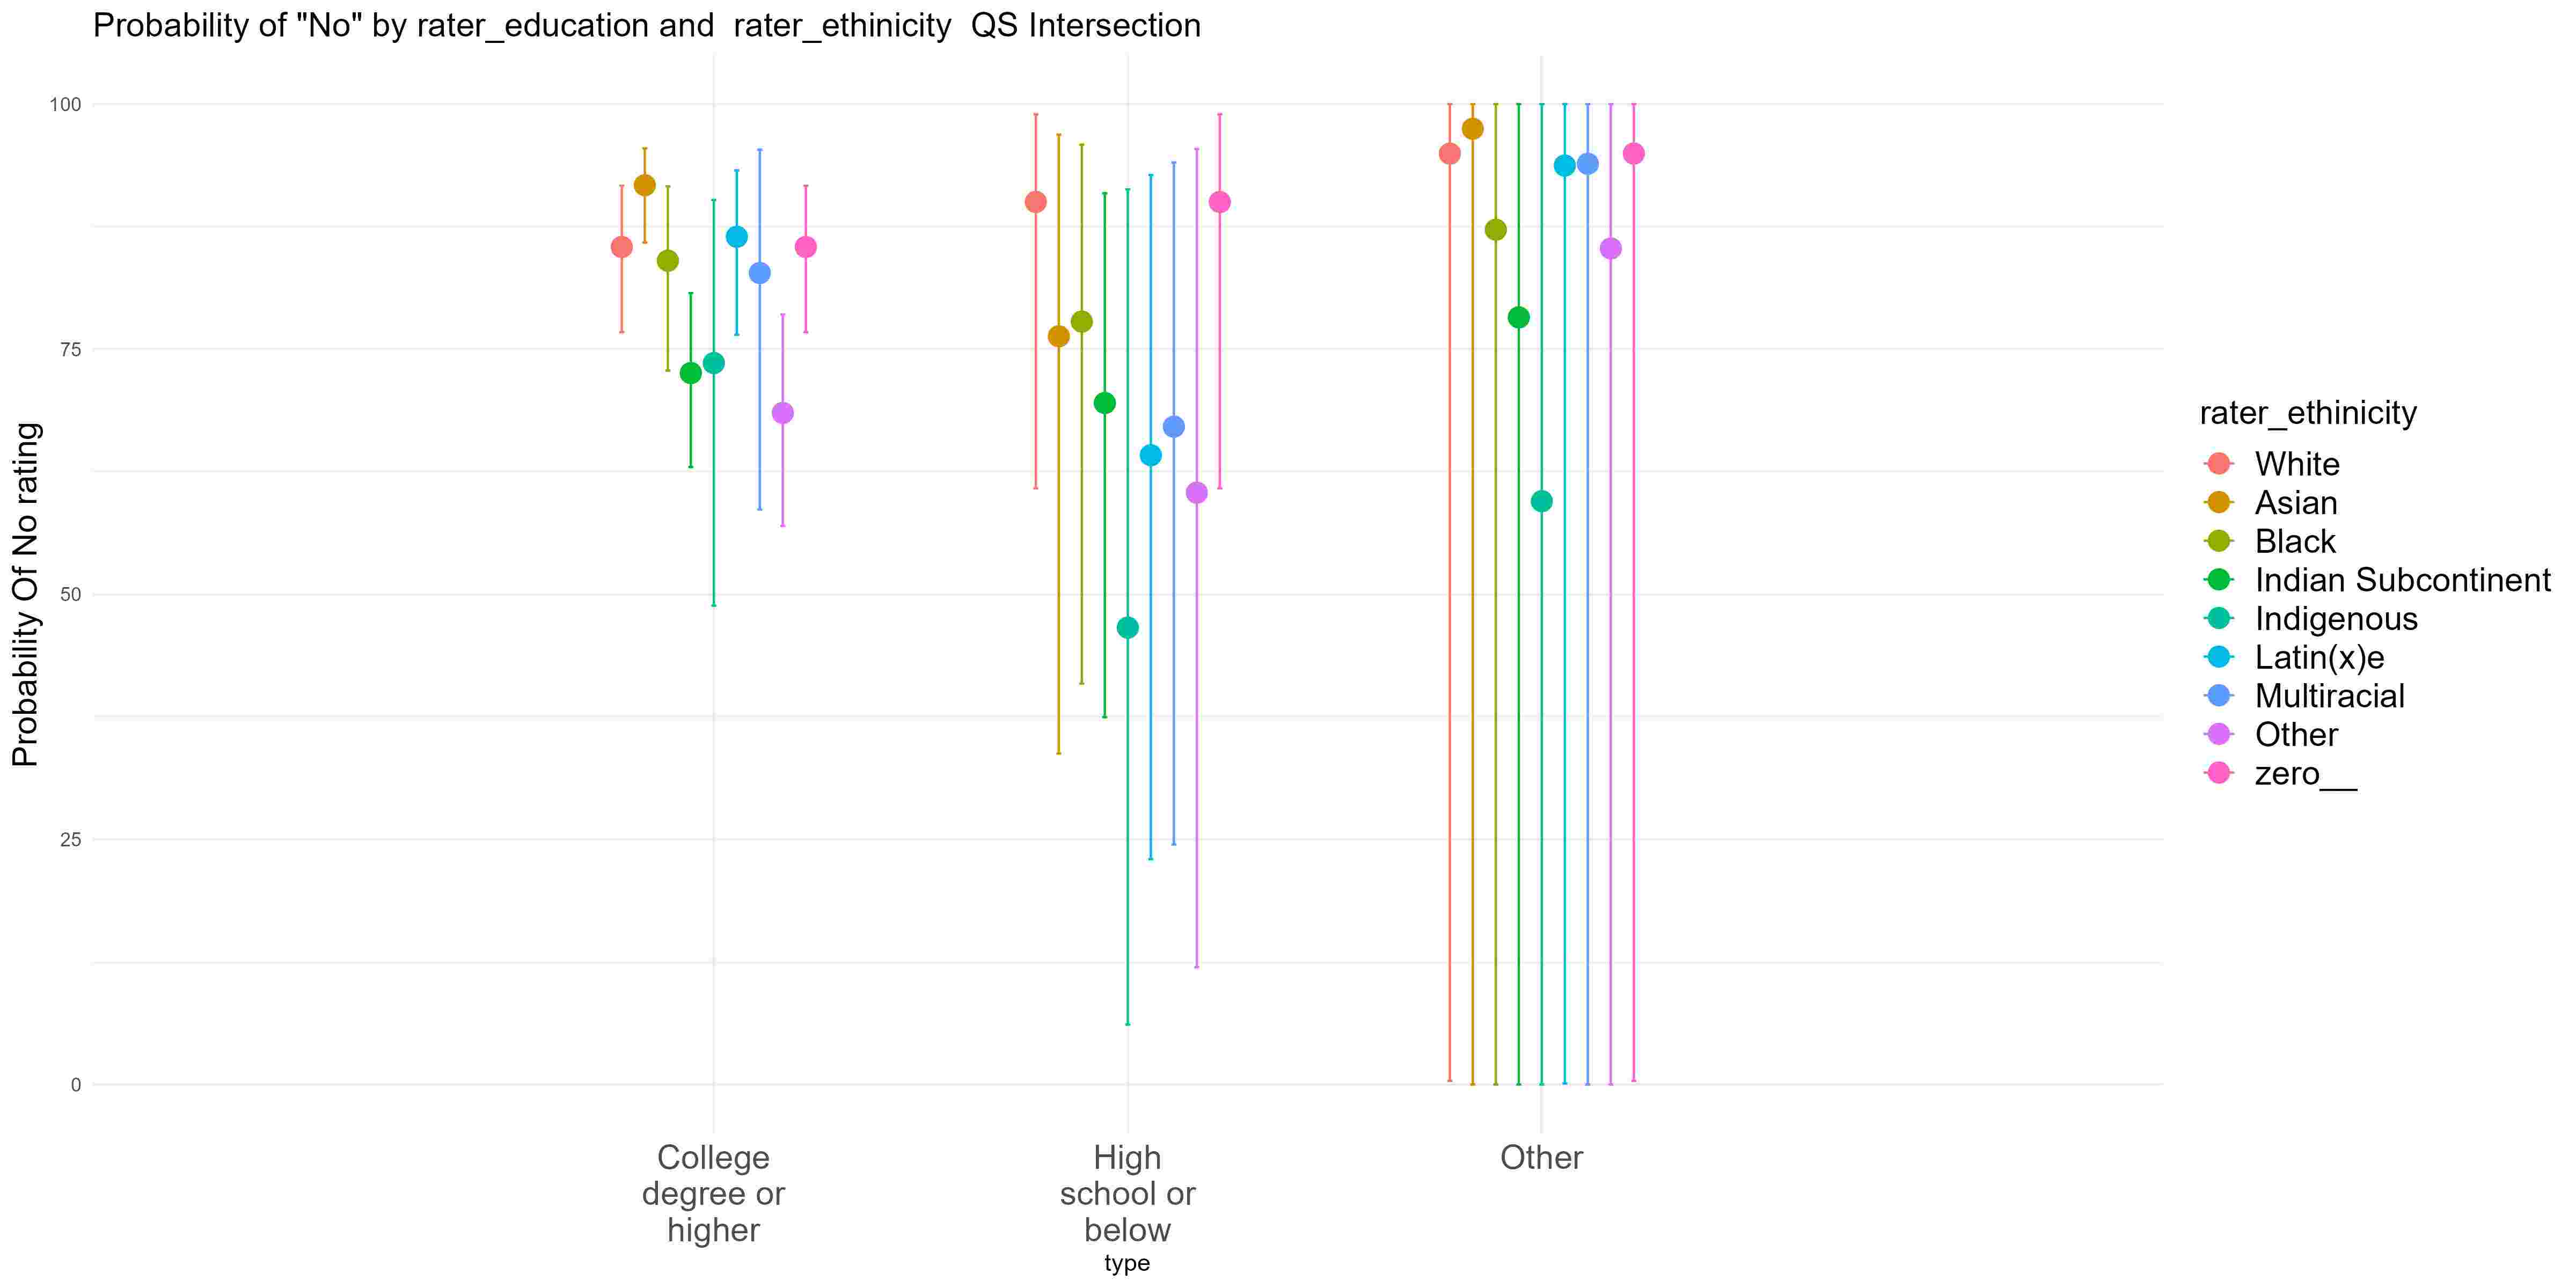 Probability of "No" by rater_education and  rater_ethinicity  QS Intersection
Probability Of No rating
100
75
50
25
0
College
degree or
higher
High
school or
below
Other
type
rater_ethinicity
White
Asian
Black
Indian Subcontinent
Indigenous
Latin(x)e
Multiracial
Other
zero__